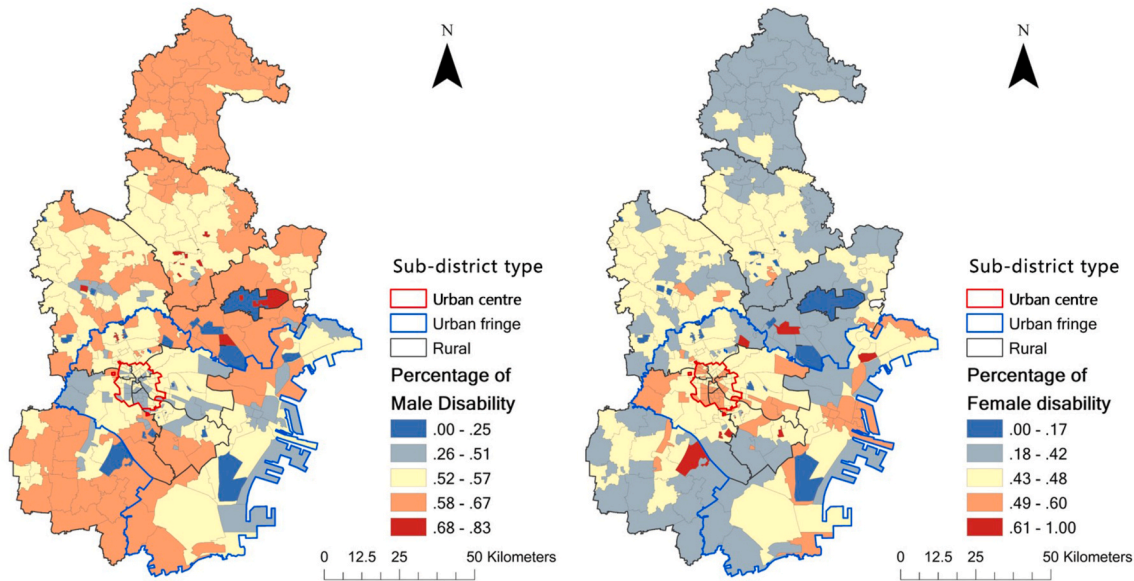 N
Sub-district type
Urban centre
Urban fringe
Rural
Percentage of
Male Disability
.00 - .25
.26 - .51
.52 - .57
.58 - .67
.68 - .83
0 12.5 25 50 Kilometers
N
Sub-district type
Urban centre
Urban fringe
Rural
Percentage of
Female disability
.00 - .17
.18 - .42
.43 - .48
.49 - .60
.61 - 1.00
0 12.5 25 50 Kilometers